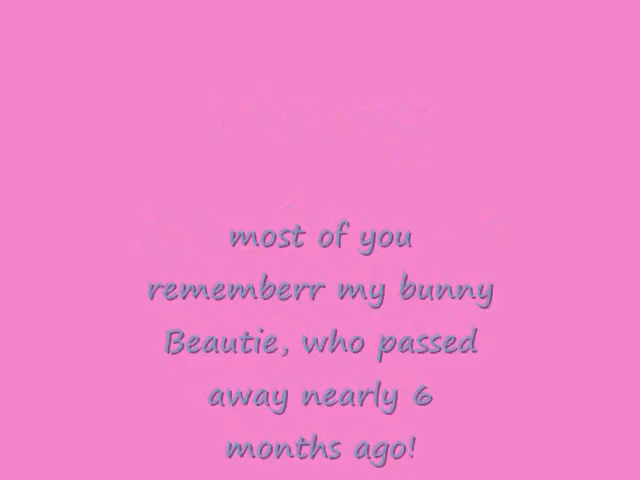 most of you
rememberr my bunny
Beautie, who passed
away nearly 6
months ago!